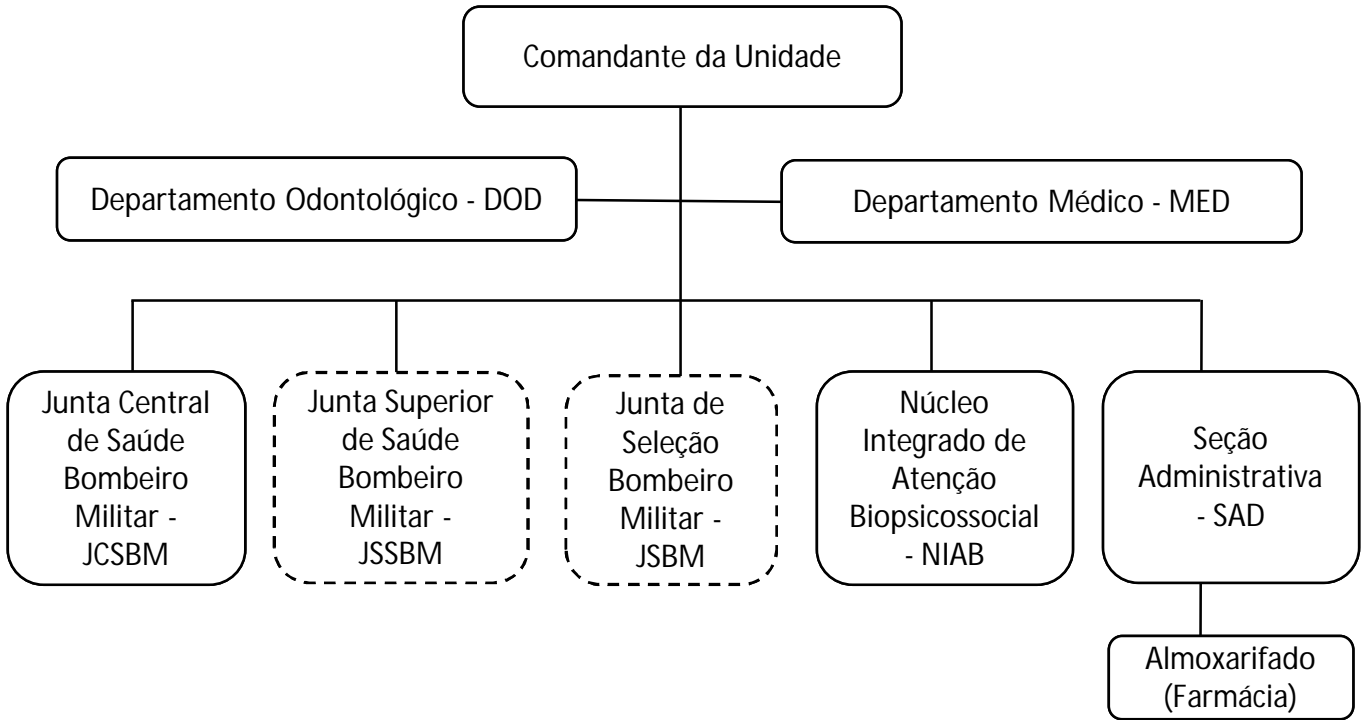 Comandante da Unidade
Departamento Odontológico - DOD
Departamento Médico - MED
Junta Central
de Saúde
Bombeiro
Militar -
JCSBM
Junta Superior
de Saúde
Bombeiro
Militar -
JSSBM
Junta de
Seleção
Bombeiro
Militar -
JSBM
Núcleo
Integrado de
Atenção
Biopsicossocial
- NIAB
Seção
Administrativa
- SAD
Almoxarifado
(Farmácia)